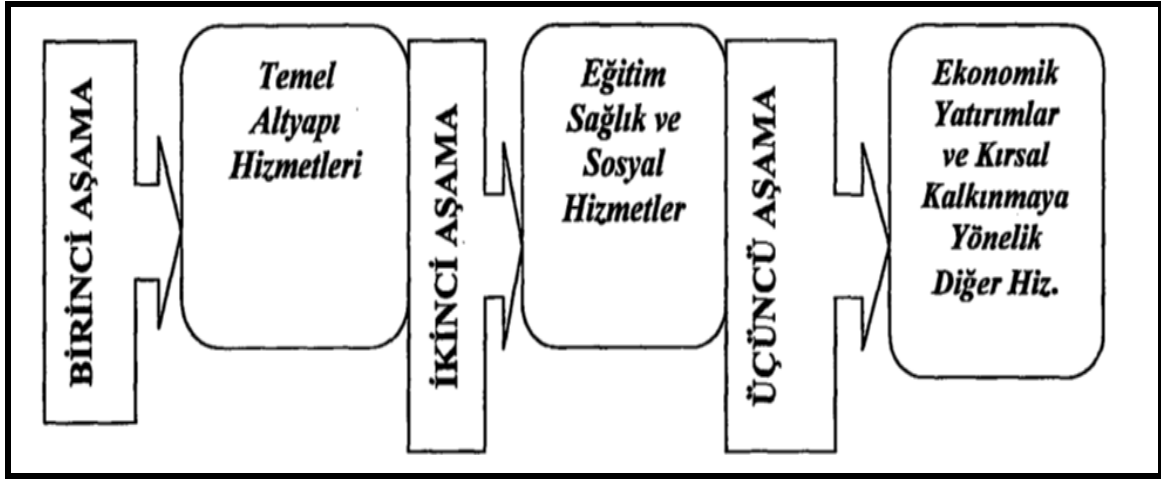 BİRİNCİ AŞAMA
Temel
Altyapı
Hizmetleri
İKİNCİ AŞAMA
Eğitim
Sağlık ve
Sosyal
Hizmetler
ÜÇÜNCÜ AŞAMA
Ekonomik
Yatırımlar
ve Kırsal
Kalkınmaya
Yönelik
Diğer Hiz.